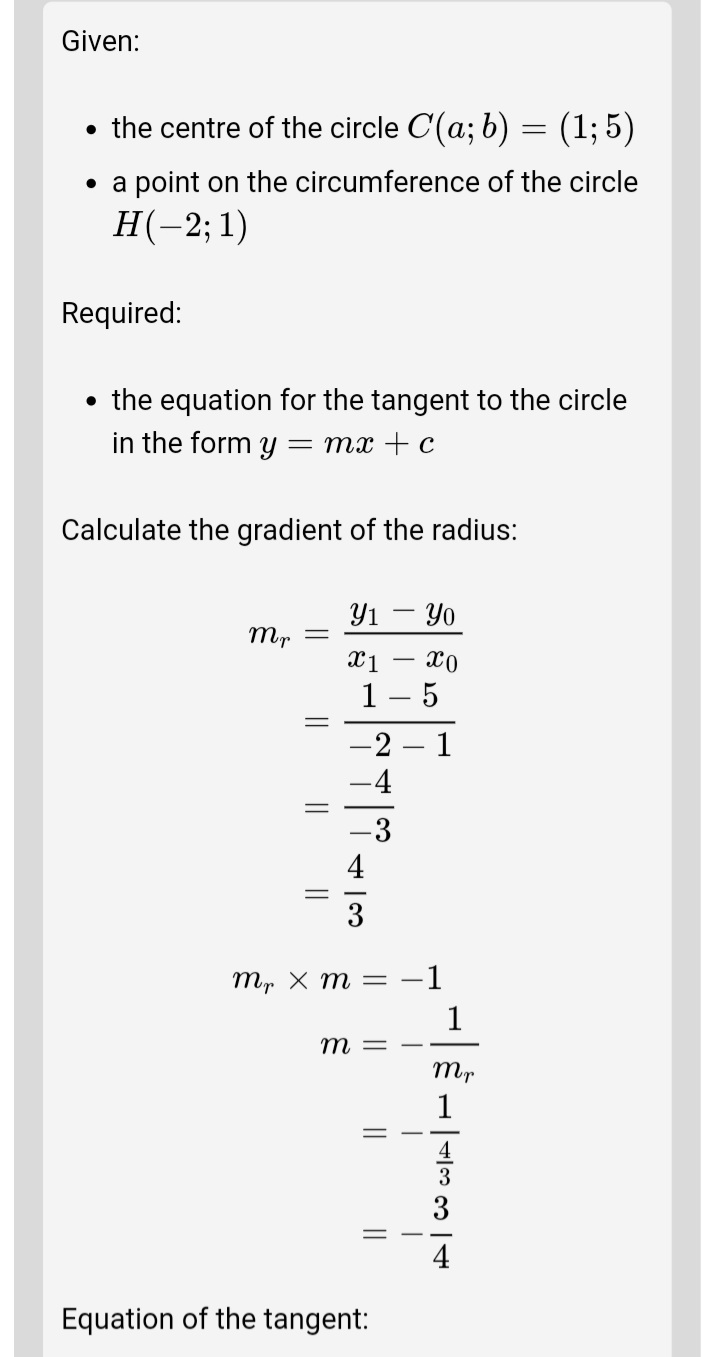 Given:
• the centre of the circle C(a; b) = (1; 5)
• a point on the circumference of the circle
H(−2; 1)
Required:
• the equation for the tangent to the circle
in the form y = mx + c
Calculate the gradient of the radius:
m_r = \frac{y_1 − y_0}{x_1 − x_0}
= \frac{1 − 5}{−2 − 1}
= \frac{−4}{−3}
= \frac{4}{3}
m_r × m = −1
m = −\frac{1}{m_r}
= −\frac{1}{\frac{4}{3}}
= −\frac{3}{4}
Equation of the tangent: